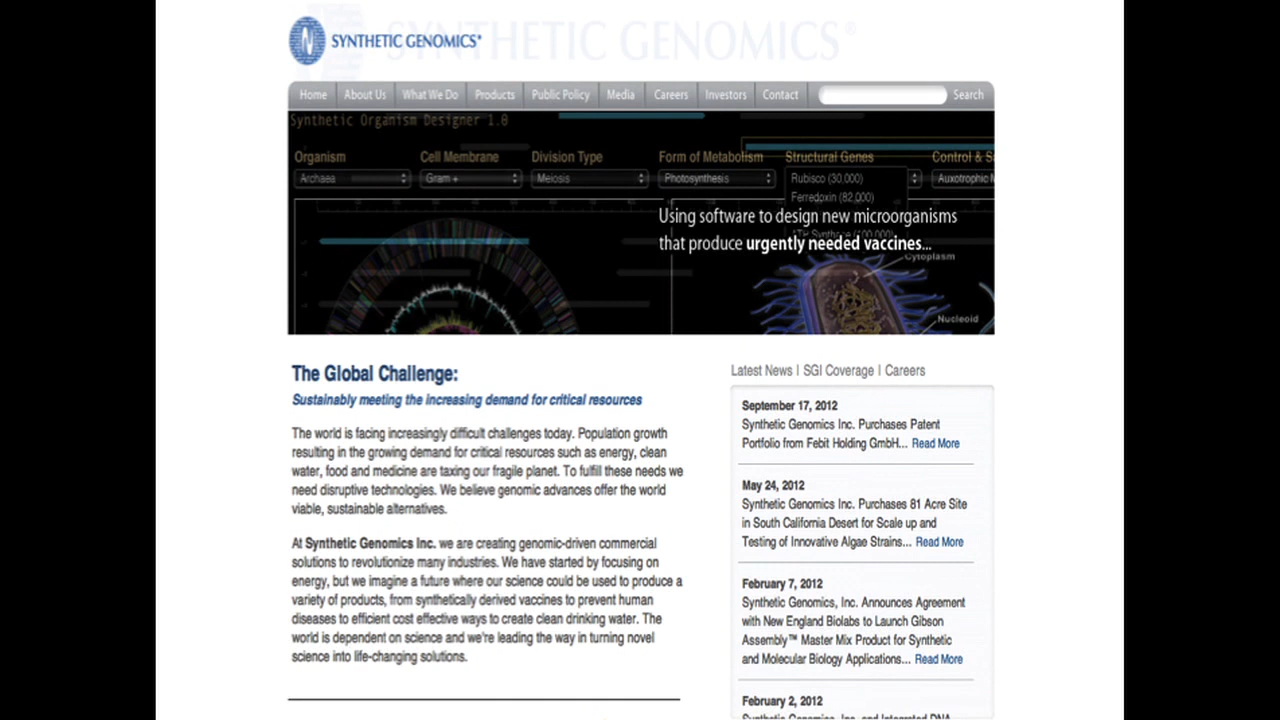 SYNTHETIC GENOMICS®
SYNTHETIC GENOMICS®
Home About Us What We Do Products Public Policy Media Careers Investors Contact Search
Synthetic Organism Designer 1.0
Organism Cell Membrane Division Type Form of Metabolism Structural Genes Control &
Archaea Gram + Meiosis Photosynthesis Rubisco (30,000) Auxotrophic
Ferredoxin (82,000)
Using software to design new microorganisms
that produce urgently needed vaccines...
Cytoplasm
Nucleoid
The Global Challenge:
Sustainably meeting the increasing demand for critical resources
The world is facing increasingly difficult challenges today. Population growth
resulting in the growing demand for critical resources such as energy, clean
water, food and medicine are taxing our fragile planet. To fulfill these needs we
need disruptive technologies. We believe genomic advances offer the world
viable, sustainable alternatives.
At Synthetic Genomics Inc. we are creating genomic-driven commercial
solutions to revolutionize many industries. We have started by focusing on
energy, but we imagine a future where our science could be used to produce a
variety of products, from synthetically derived vaccines to prevent human
diseases to efficient cost effective ways to create clean drinking water. The
world is dependent on science and we're leading the way in turning novel
science into life-changing solutions.
Latest News | SGI Coverage | Careers
September 17, 2012
Synthetic Genomics Inc. Purchases Patent
Portfolio from Febit Holding GmbH... Read More
May 24, 2012
Synthetic Genomics Inc. Purchases 81 Acre Site
in South California Desert for Scale up and
Testing of Innovative Algae Strains... Read More
February 7, 2012
Synthetic Genomics, Inc. Announces Agreement
with New England Biolabs to Launch Gibson
Assembly™ Master Mix Product for Synthetic
and Molecular Biology Applications... Read More
February 2, 2012
Synthetic Genomics, Inc. and Integrated DNA